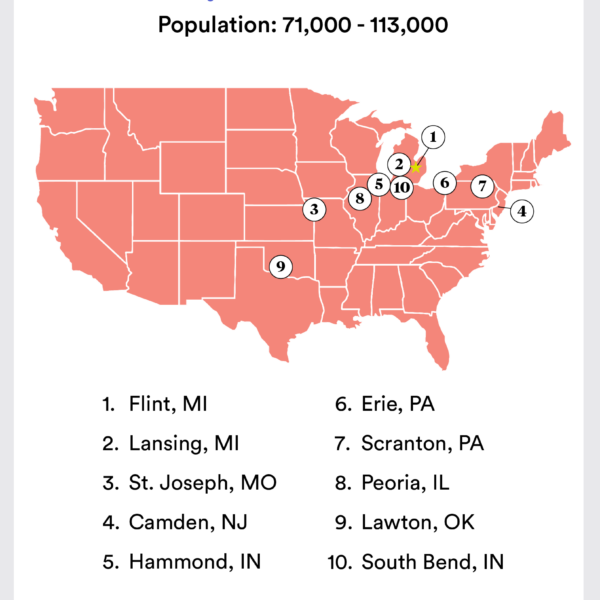 Population: 71,000 - 113,000
1
2
5
10
6
7
8
3
4
9
1. Flint, MI
2. Lansing, MI
3. St. Joseph, MO
4. Camden, NJ
5. Hammond, IN
6. Erie, PA
7. Scranton, PA
8. Peoria, IL
9. Lawton, OK
10. South Bend, IN